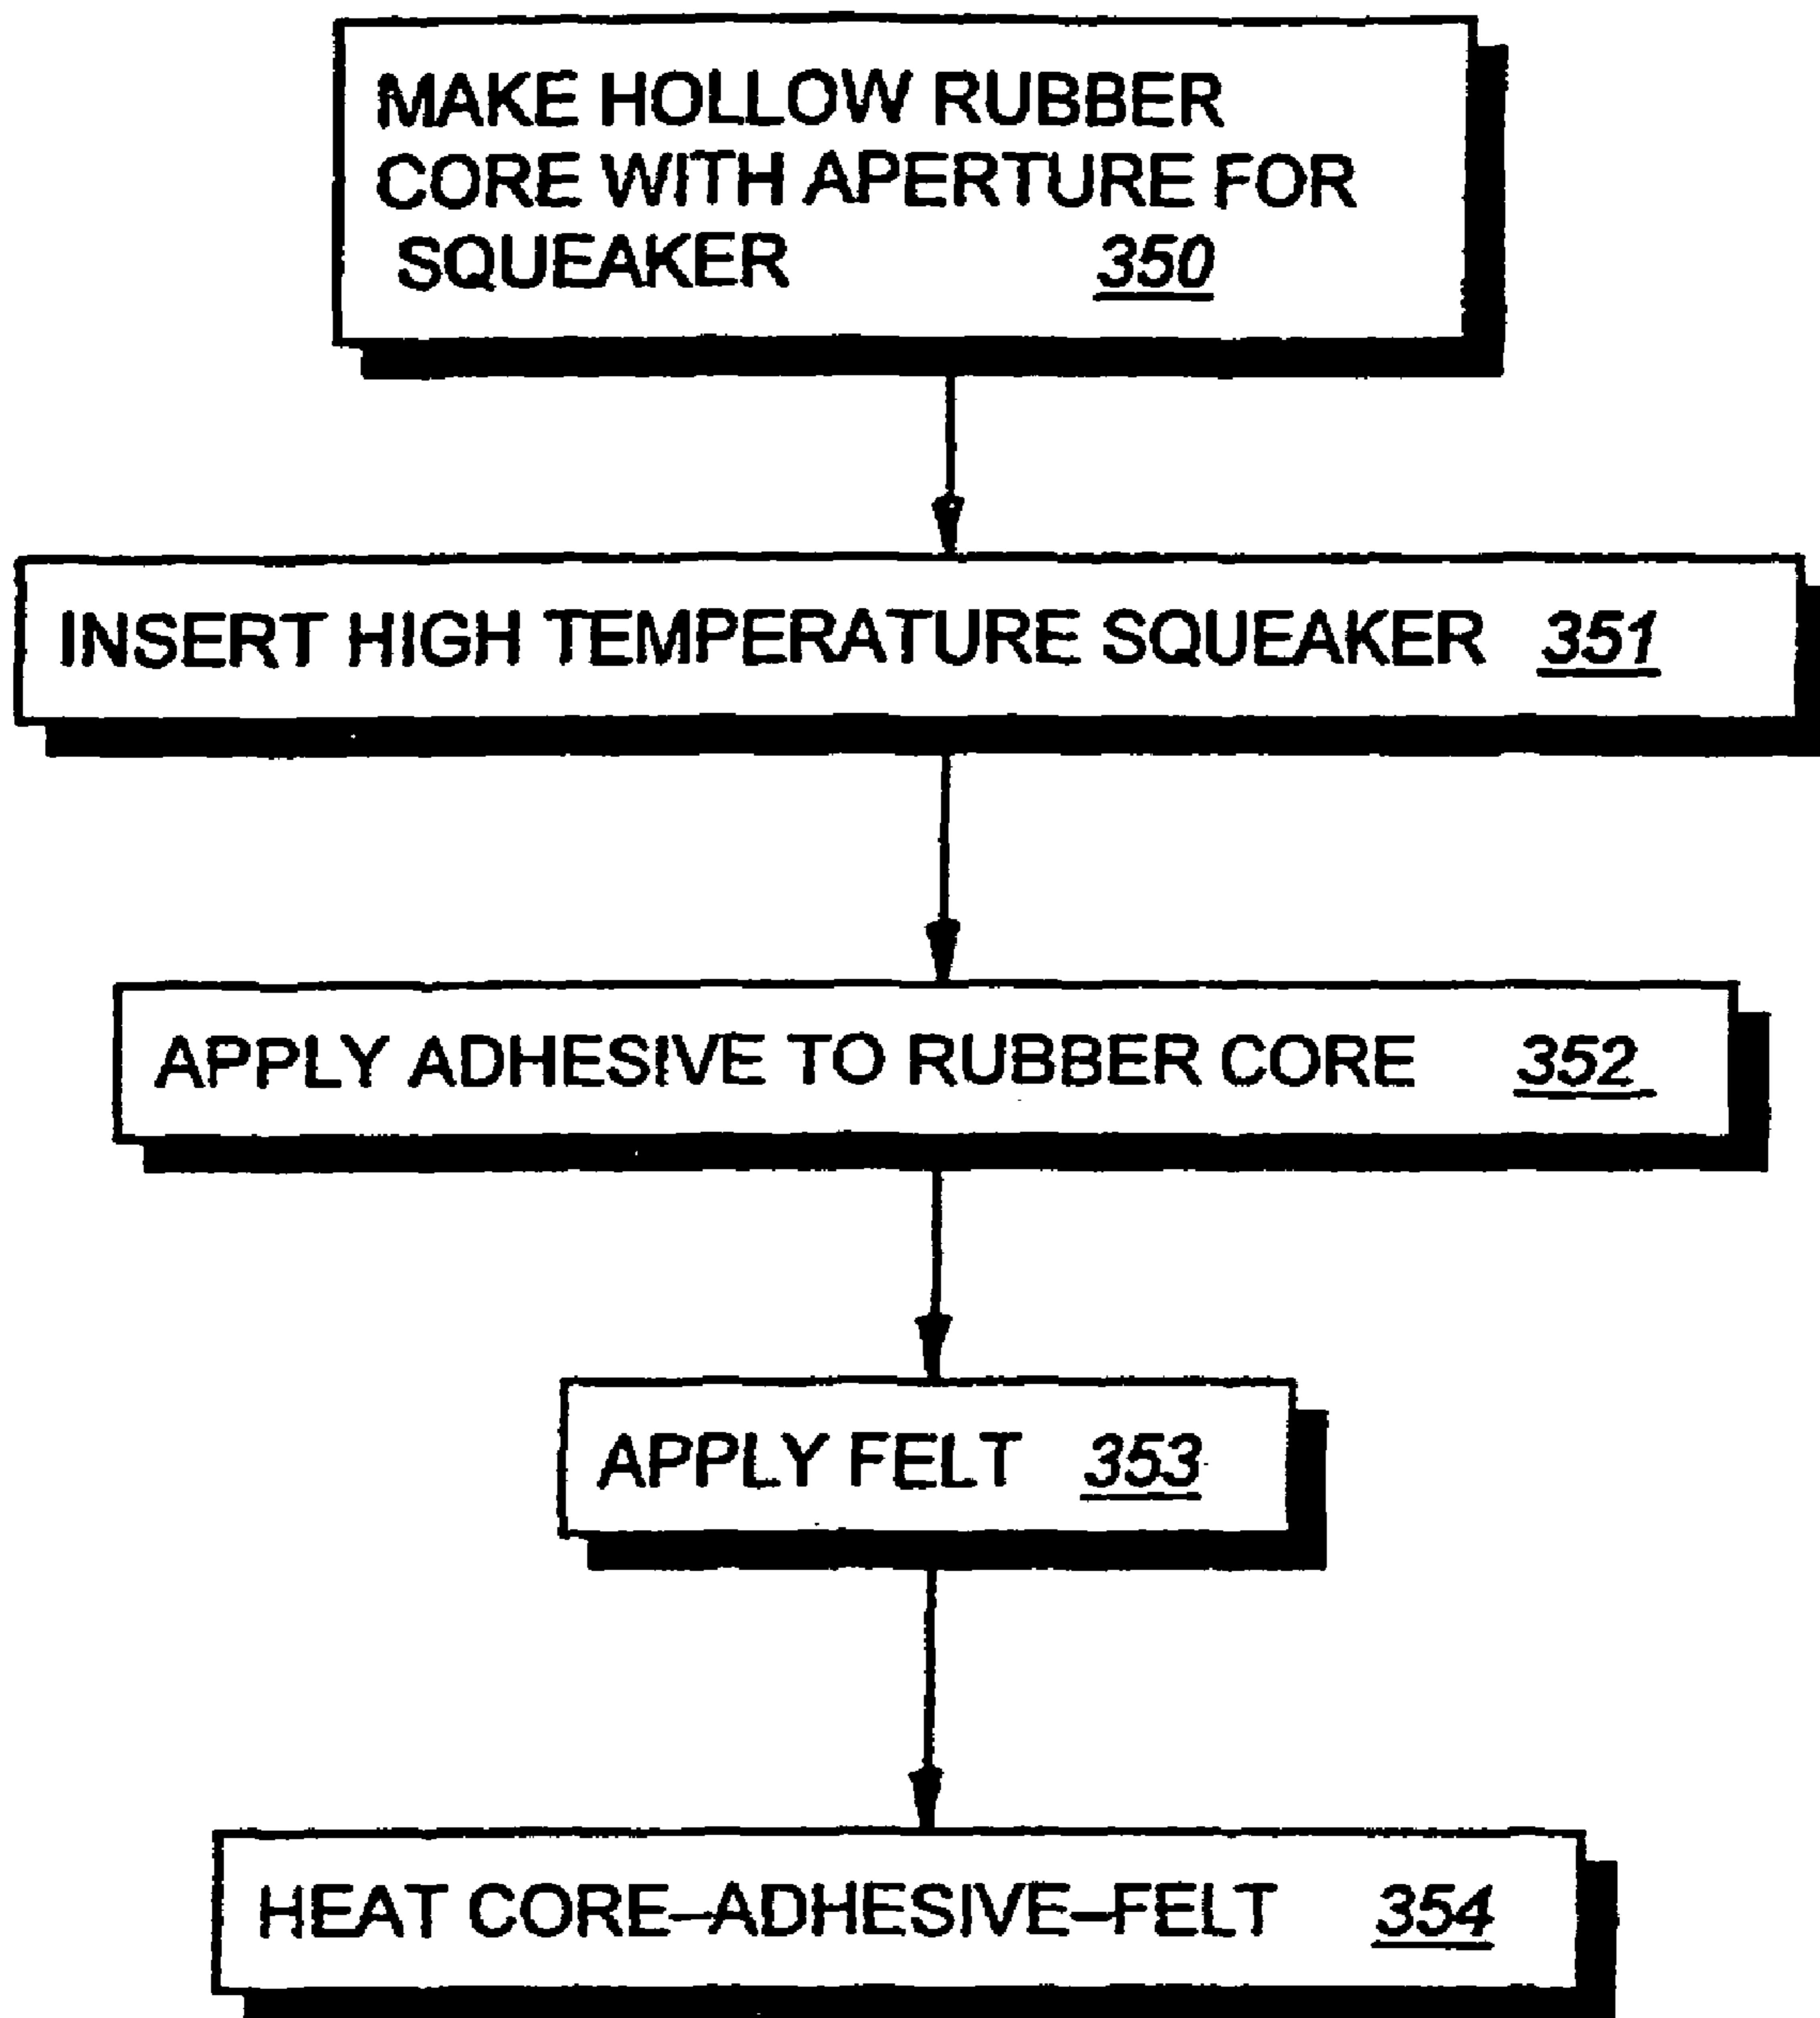 MAKE HOLLOW RUBBER
CORE WITH APERTURE FOR
SQUEAKER 350
INSERT HIGH TEMPERATURE SQUEAKER 351
APPLY ADHESIVE TO RUBBER CORE 352
APPLY FELT 353
HEAT CORE–ADHESIVE–FELT 354